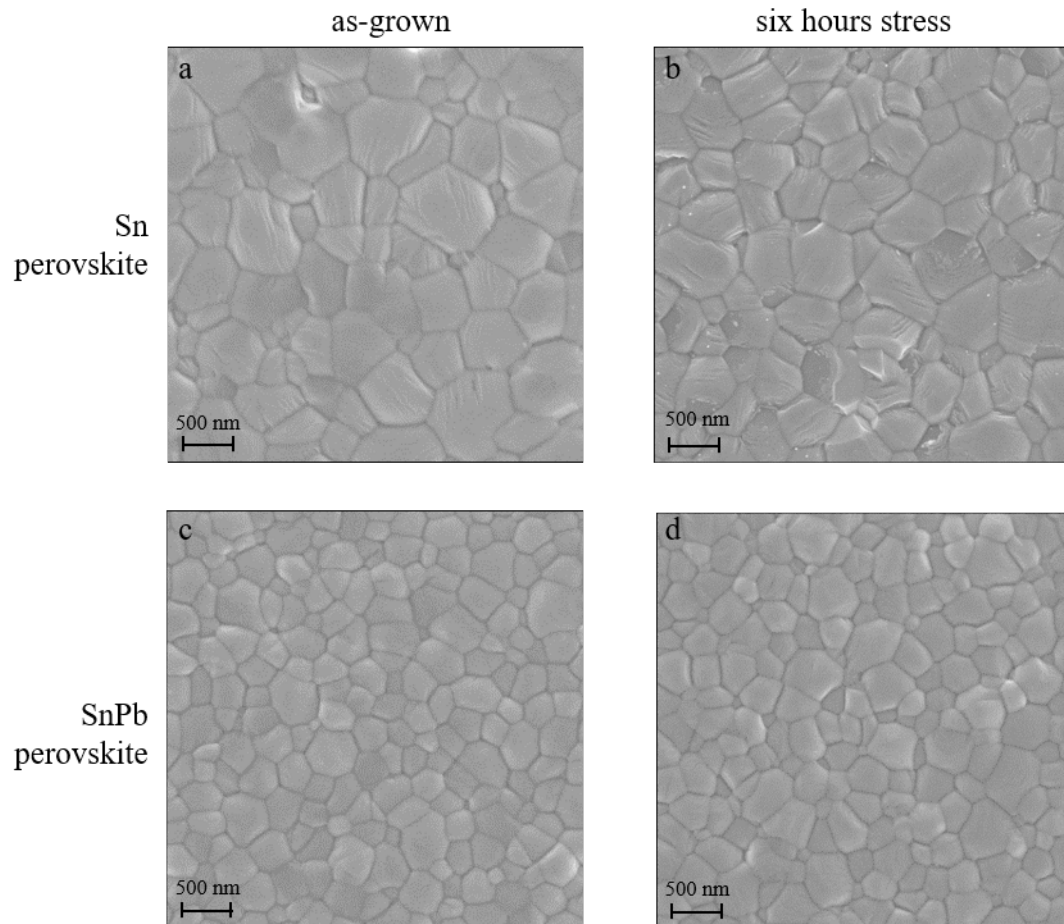 as-grown
six hours stress
a
b
Sn
perovskite
500 nm
500 nm
c
d
SnPb
perovskite
500 nm
500 nm